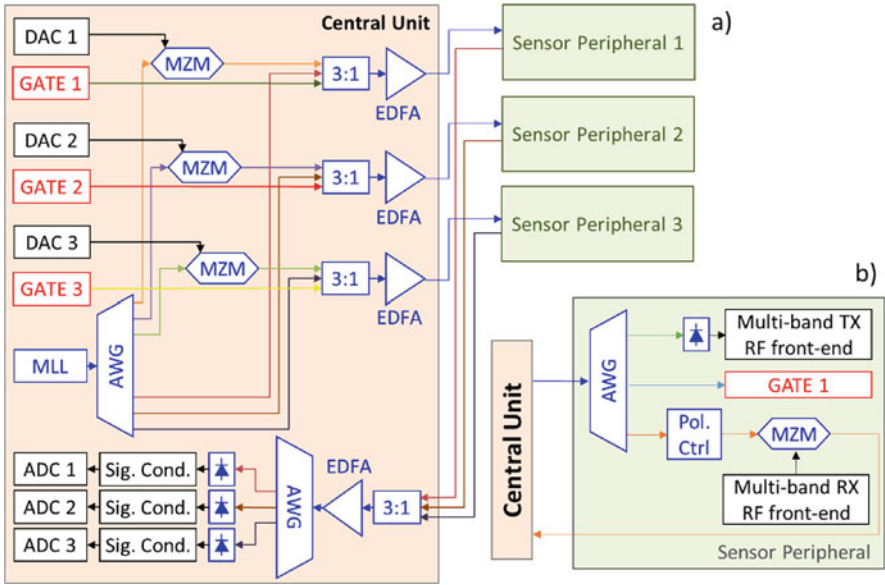 Central Unit
a)
DAC 1
MZM
GATE 1
3:1
EDFA
Sensor Peripheral 1
DAC 2
MZM
GATE 2
3:1
EDFA
Sensor Peripheral 2
DAC 3
MZM
GATE 3
3:1
EDFA
Sensor Peripheral 3
MLL
AWG
ADC 1
Sig. Cond.
ADC 2
Sig. Cond.
ADC 3
Sig. Cond.
AWG
EDFA
3:1
b)
Central Unit
AWG
Multi-band TX
RF front-end
GATE 1
Pol.
Ctrl
MZM
Multi-band RX
RF front-end
Sensor Peripheral